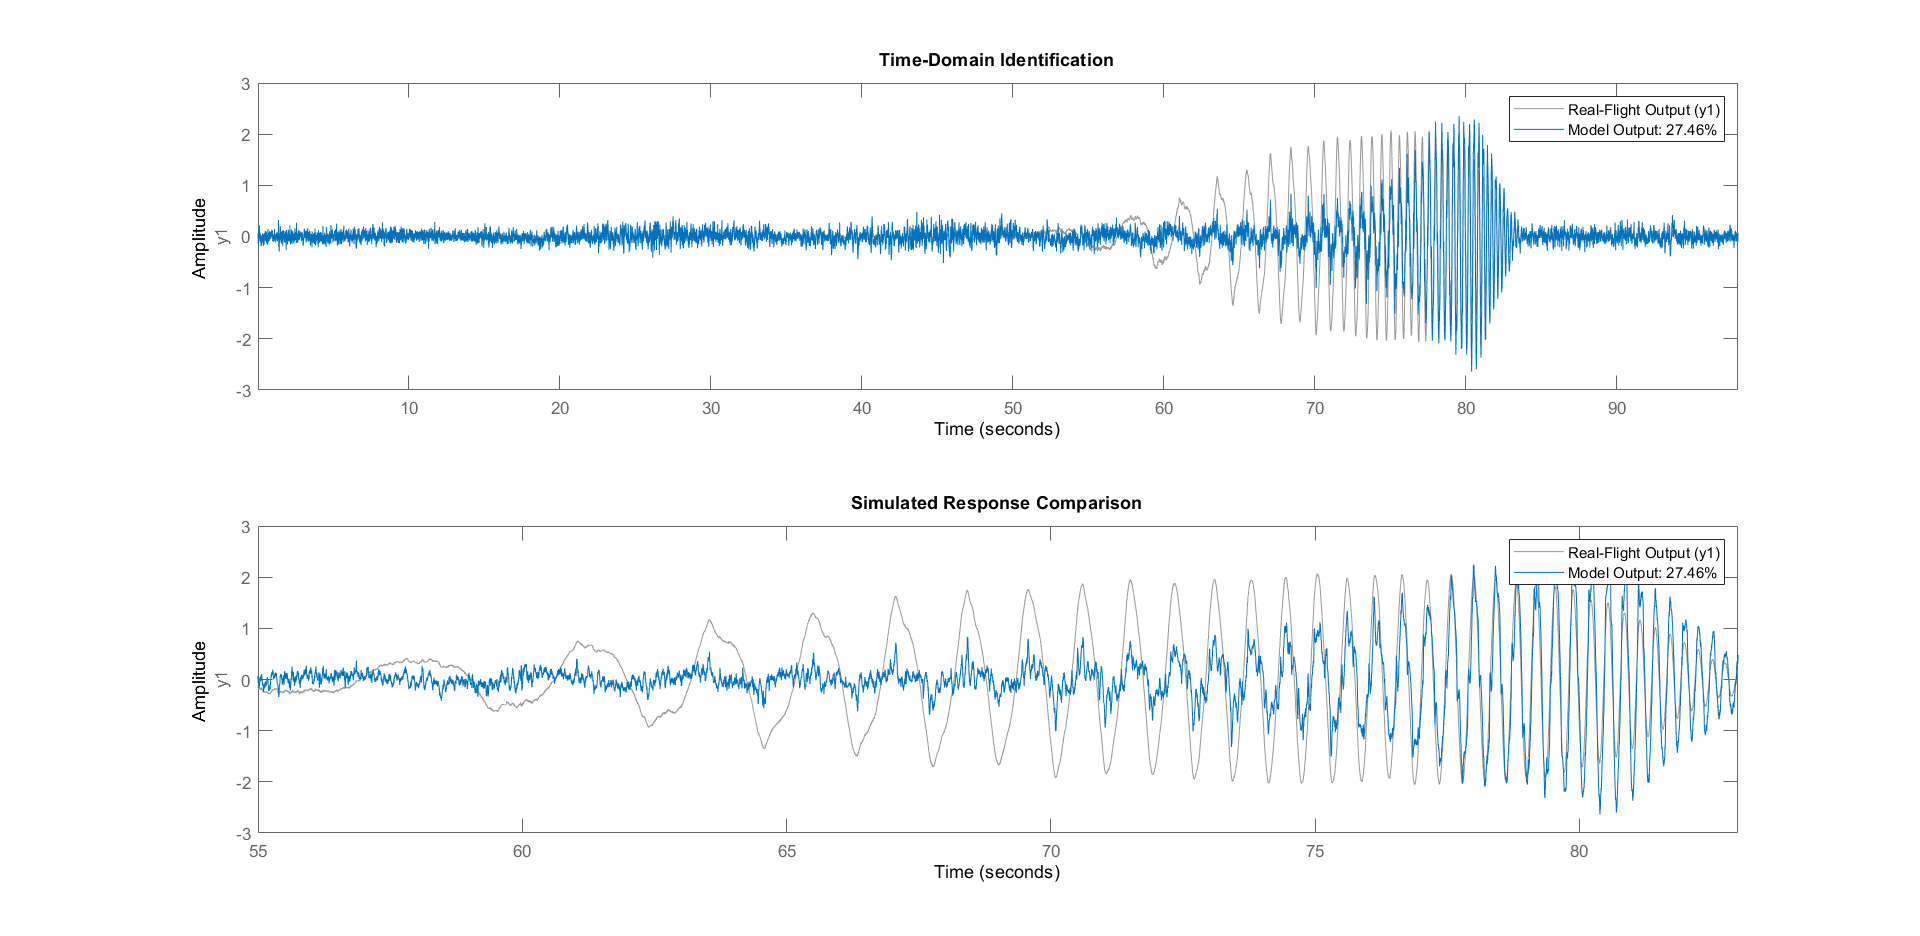 Time-Domain Identification
3
2
1
0
-1
-2
-3
Amplitude
y1
Real-Flight Output (y1)
Model Output: 27.46%
10 20 30 40 50 60 70 80 90
Time (seconds)
Simulated Response Comparison
3
2
1
0
-1
-2
-3
Amplitude
y1
Real-Flight Output (y1)
Model Output: 27.46%
55 60 65 70 75 80
Time (seconds)